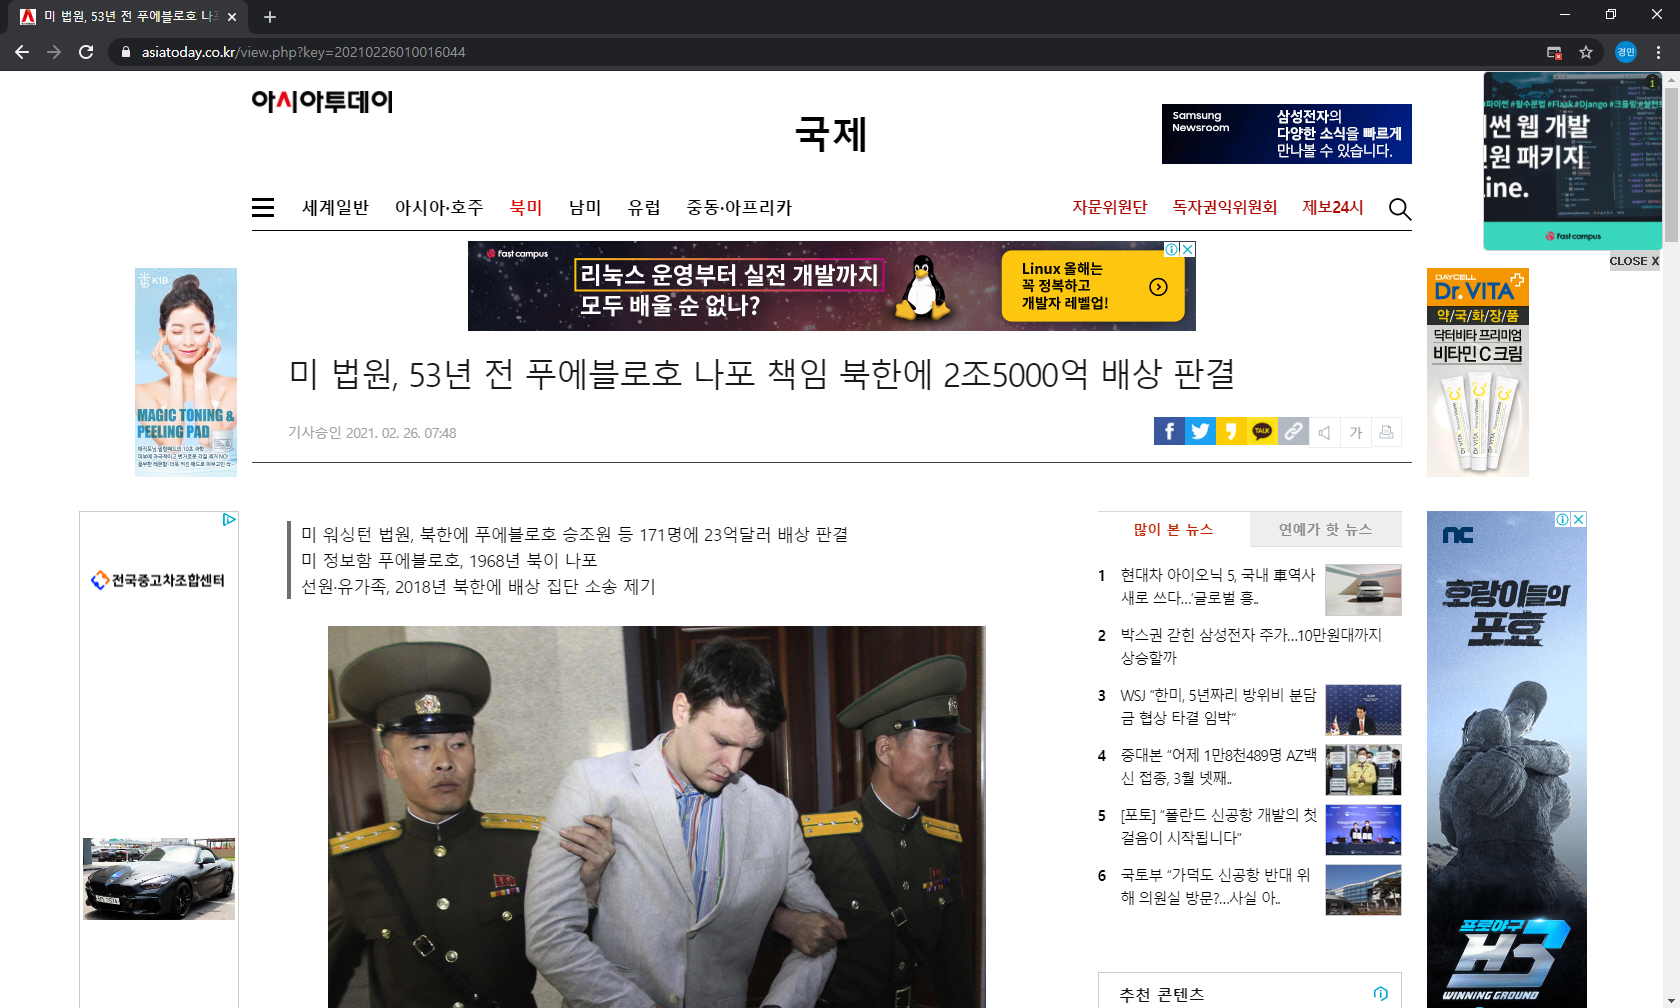 미 법원, 53년 전 푸에블로호 나포
asiatoday.co.kr/view.php?key=20210226010016044
경민
아시아투데이
국제
Samsung Newsroom
삼성전자의
다양한 소식을 빠르게
만나볼 수 있습니다.
#파이썬 #필수문법 #Flask #Django #크롤링
썬 웹 개발
패키지
ine.
fast campus
CLOSE X
세계일반 아시아·호주 북미 남미 유럽 중동·아프리카
자문위원단 독자권익위원회 제보24시
fast campus
리눅스 운영부터 실전 개발까지
모두 배울 순 없나?
Linux 올해는
꼭 정복하고
개발자 레벨업!
K1B
MAGIC TONING &
PEELING PAD
DAYCELL
Dr.VITA
약/국/화/장/품
닥터비타 프리미엄
비타민 C 크림
Dr.VITA
Dr.VITA
Dr.VITA
미 법원, 53년 전 푸에블로호 나포 책임 북한에 2조5000억 배상 판결
기사승인 2021. 02. 26. 07:48
TALK
가
미 워싱턴 법원, 북한에 푸에블로호 승조원 등 171명에 23억달러 배상 판결
미 정보함 푸에블로호, 1968년 북이 나포
선원·유가족, 2018년 북한에 배상 집단 소송 제기
전국중고차조합센터
많이 본 뉴스 연예가 핫 뉴스
1 현대차 아이오닉 5, 국내 車역사
새로 쓰다…‘글로벌 흥..
2 박스권 갇힌 삼성전자 주가…10만원대까지
상승할까
3 WSJ “한미, 5년짜리 방위비 분담
금 협상 타결 임박”
4 중대본 “어제 1만8천489명 AZ백
신 접종, 3월 넷째..
5 [포토] “폴란드 신공항 개발의 첫
걸음이 시작됩니다”
6 국토부 “가덕도 신공항 반대 위
해 의원실 방문?…사실 아..
추천 콘텐츠
nc
호랑이들의
포효
프로야구
H3
WINNING GROUND